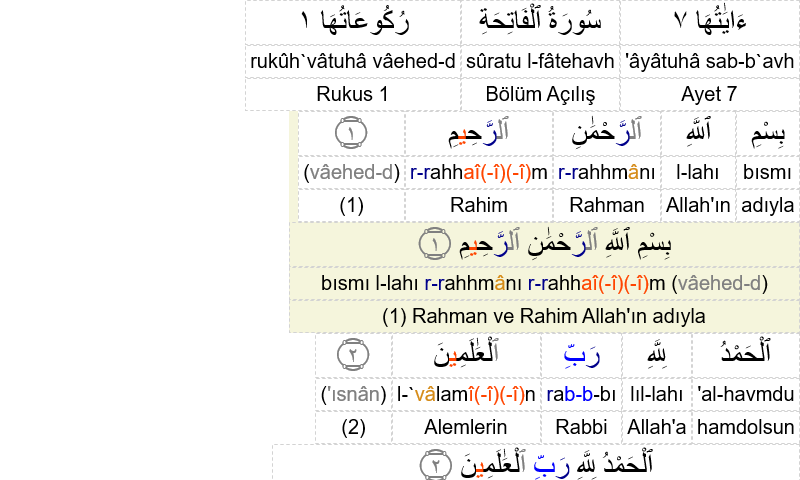 ءَايَٰتُهَا ٧ سُورَةُ ٱلْفَاتِحَةِ رُكُوعَاتُهَا ١
'âyâtuhâ sab-b`avh sûratu l-fâtehavh rukûh`vâtuhâ vâehed-d
Ayet 7 Bölüm Açılış Rukus 1
بِسْمِ ٱللَّهِ ٱلرَّحْمَٰنِ ٱلرَّحِيمِ ١
bısmı l-lahı r-rahhmânı r-rahhaî(-î)(-î)m (vâehed-d)
adıyla Allah'ın Rahman Rahim (1)
بِسْمِ ٱللَّهِ ٱلرَّحْمَٰنِ ٱلرَّحِيمِ ١
bısmı l-lahı r-rahhmânı r-rahhaî(-î)(-î)m (vâehed-d)
(1) Rahman ve Rahim Allah'ın adıyla
ٱلْحَمْدُ لِلَّهِ رَبِّ ٱلْعَٰلَمِينَ ٢
'al-havmdu lıl-lahı rab-b-bı l-`vâlamî(-î)(-î)n ('ısnân)
hamdolsun Allah'a Rabbi Alemlerin (2)
ٱلْحَمْدُ لِلَّهِ رَبِّ ٱلْعَٰلَمِينَ ٢